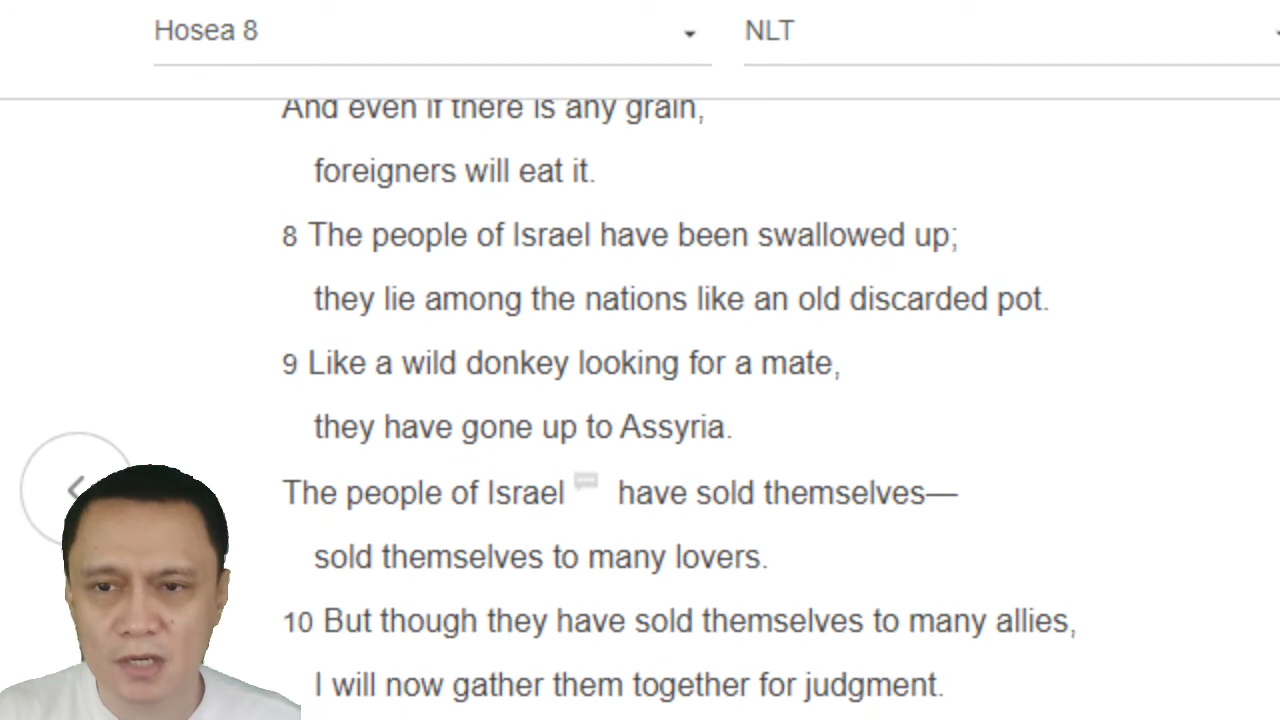 Hosea 8
NLT
And even if there is any grain,
foreigners will eat it.
8 The people of Israel have been swallowed up;
they lie among the nations like an old discarded pot.
9 Like a wild donkey looking for a mate,
they have gone up to Assyria.
The people of Israel have sold themselves—
sold themselves to many lovers.
10 But though they have sold themselves to many allies,
I will now gather them together for judgment.